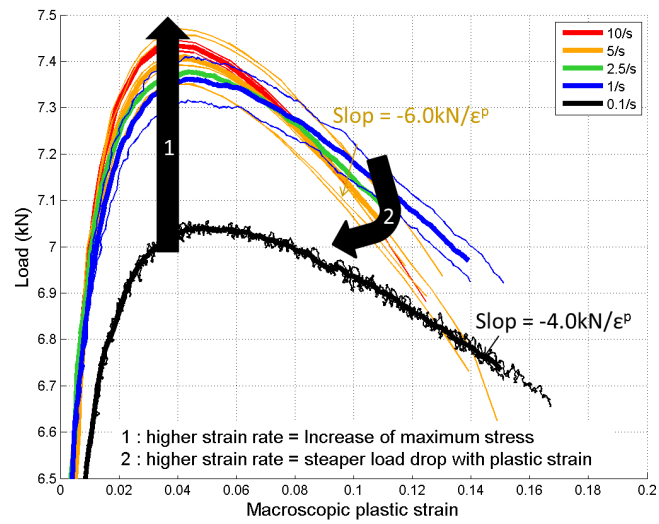 7.5
7.4
7.3
7.2
7.1
7
6.9
6.8
6.7
6.6
6.5
Load (kN)
10/s
5/s
2.5/s
1/s
0.1/s
Slop = -6.0kN/εᵖ
1
2
Slop = -4.0kN/εᵖ
1 : higher strain rate = Increase of maximum stress
2 : higher strain rate = steaper load drop with plastic strain
0 0.02 0.04 0.06 0.08 0.1 0.12 0.14 0.16 0.18 0.2
Macroscopic plastic strain